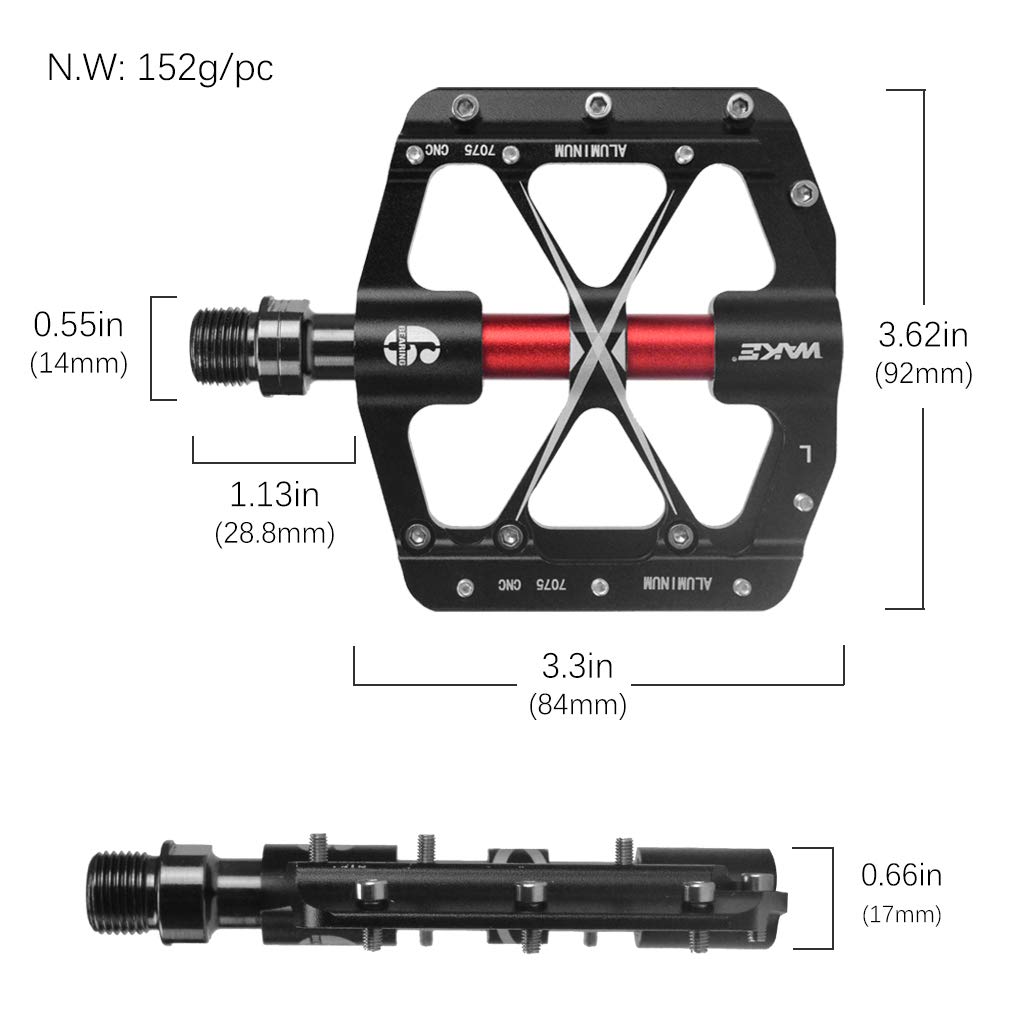 N.W: 152g/pc
CNC 7075 ALUMINUM
0.55in
(14mm)
BEARING
WAKE®
3.62in
(92mm)
L
1.13in
(28.8mm)
CNC 7075 ALUMINUM
3.3in
(84mm)
0.66in
(17mm)